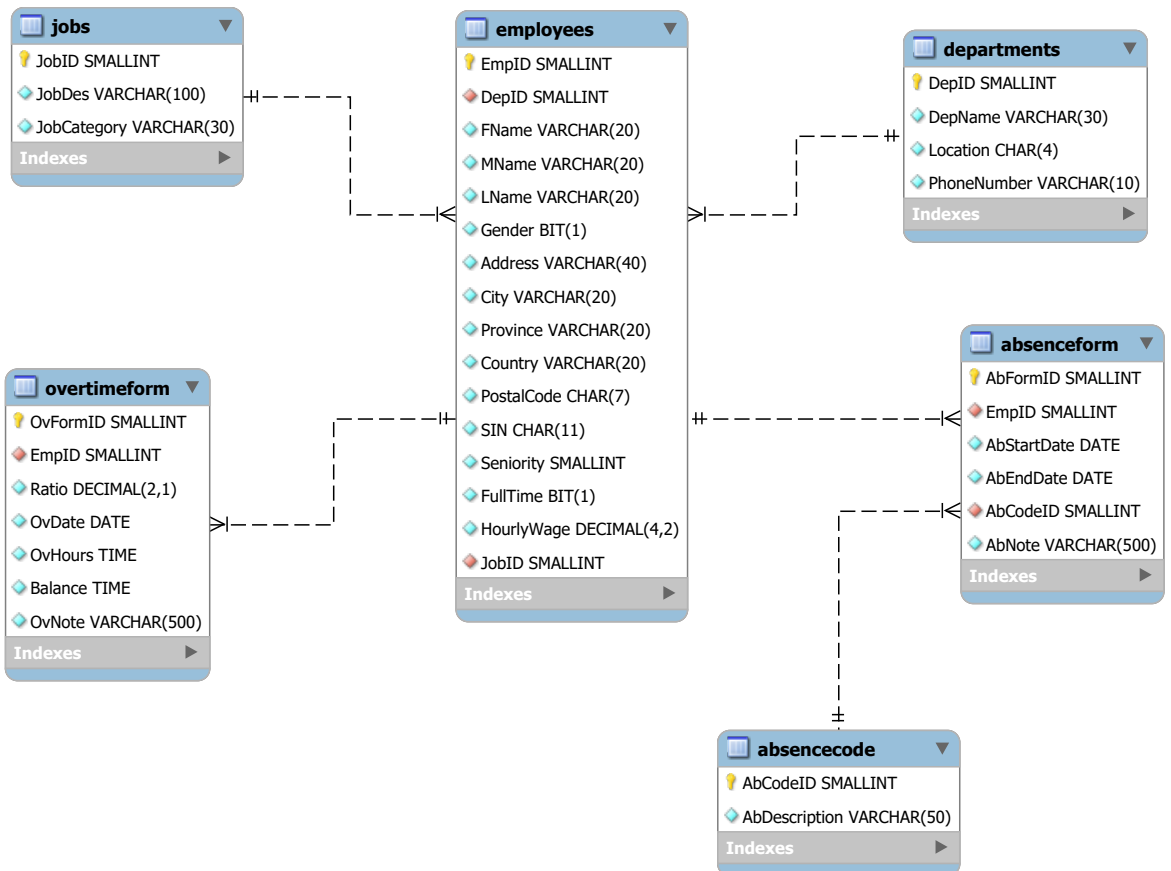 jobs
JobID SMALLINT
JobDes VARCHAR(100)
JobCategory VARCHAR(30)
Indexes
employees
EmpID SMALLINT
DepID SMALLINT
FName VARCHAR(20)
MName VARCHAR(20)
LName VARCHAR(20)
Gender BIT(1)
Address VARCHAR(40)
City VARCHAR(20)
Province VARCHAR(20)
Country VARCHAR(20)
PostalCode CHAR(7)
SIN CHAR(11)
Seniority SMALLINT
FullTime BIT(1)
HourlyWage DECIMAL(4,2)
JobID SMALLINT
Indexes
departments
DepID SMALLINT
DepName VARCHAR(30)
Location CHAR(4)
PhoneNumber VARCHAR(10)
Indexes
overtimeform
OvFormID SMALLINT
EmpID SMALLINT
Ratio DECIMAL(2,1)
OvDate DATE
OvHours TIME
Balance TIME
OvNote VARCHAR(500)
Indexes
absenceform
AbFormID SMALLINT
EmpID SMALLINT
AbStartDate DATE
AbEndDate DATE
AbCodeID SMALLINT
AbNote VARCHAR(500)
Indexes
absencecode
AbCodeID SMALLINT
AbDescription VARCHAR(50)
Indexes